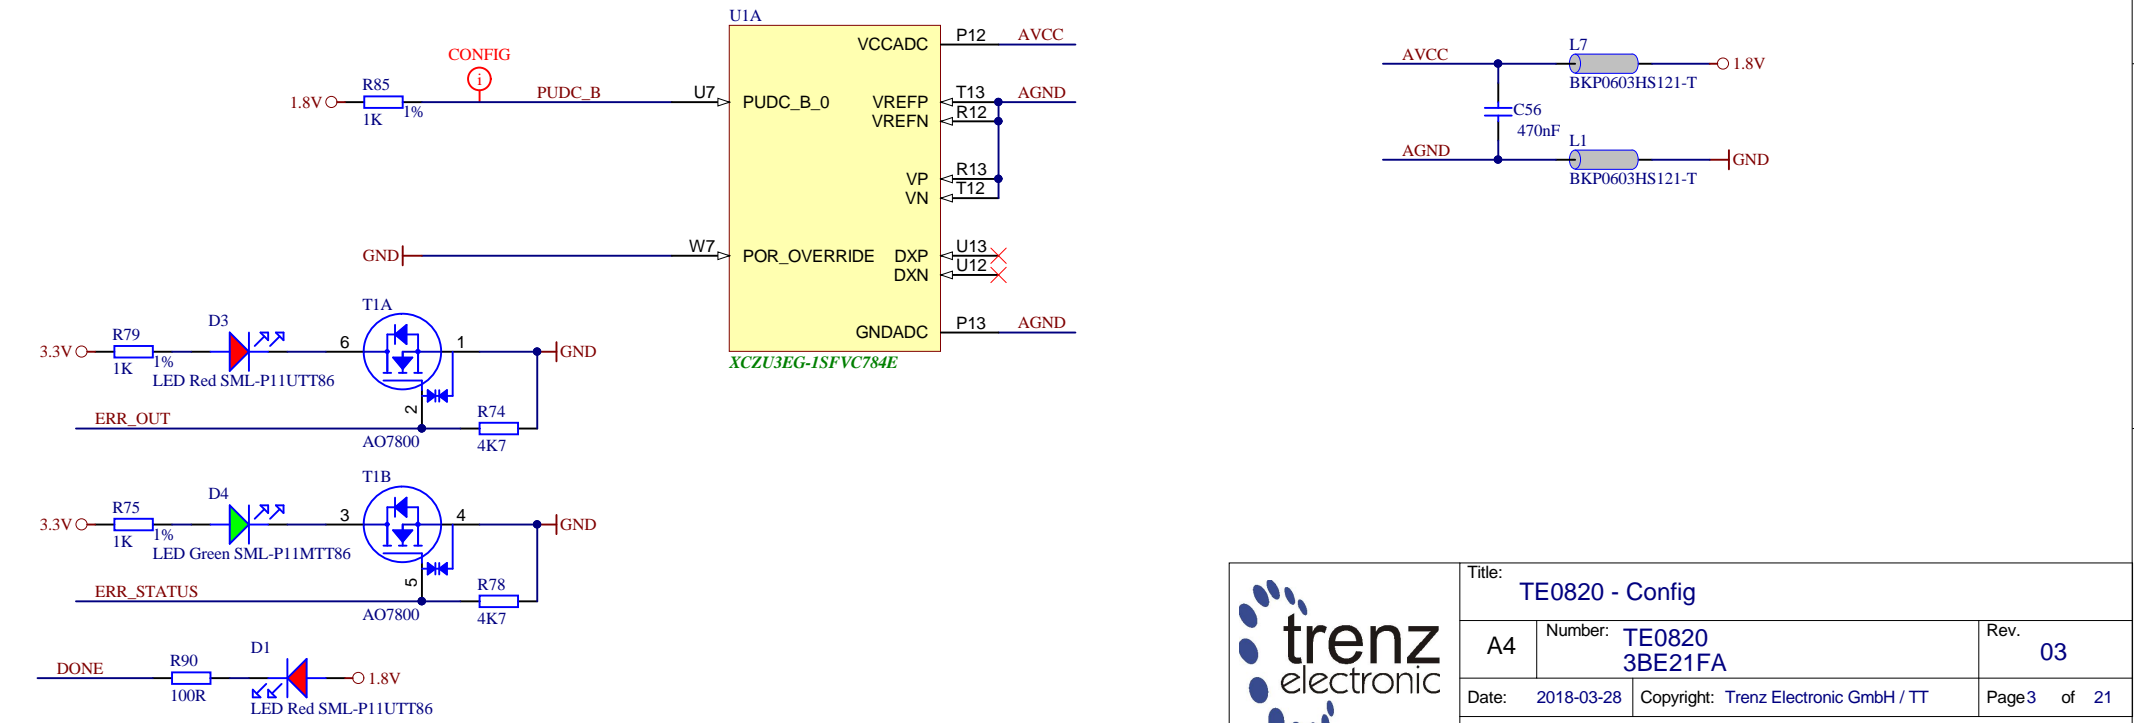 U1A
VCCADC P12 AVCC
CONFIG
R85
1.8V
1K
1%
PUDC_B
U7
PUDC_B_0
VREFP T13 AGND
VREFN R12
VP R13
VN T12
GND
W7
POR_OVERRIDE
DXP U13
DXN U12
GNDADC P13 AGND
XCZU3EG-1SFVC784E
AVCC
L7
1.8V
BKP0603HS121-T
C56
470nF
AGND
L1
GND
BKP0603HS121-T
T1A
D3
R79
3.3V
1K
1%
LED Red SML-P11UTT86
6
1
GND
2
R74
4K7
ERR_OUT
AO7800
T1B
D4
R75
3.3V
1K
1%
LED Green SML-P11MTT86
3
4
GND
5
R78
4K7
ERR_STATUS
AO7800
D1
R90
DONE
100R
1.8V
LED Red SML-P11UTT86
trenz
electronic
Title:
TE0820 - Config
A4
Number:
TE0820
3BE21FA
Rev.
03
Date: 2018-03-28
Copyright: Trenz Electronic GmbH / TT
Page3 of 21